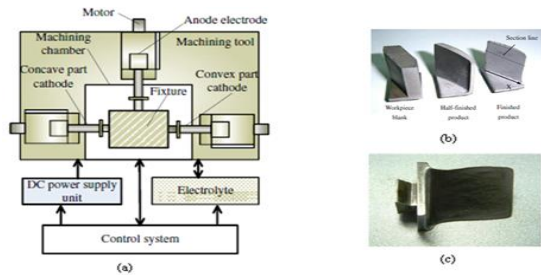 Motor
Anode electrode
Machining
chamber
Machining tool
Concave part
cathode
Convex part
cathode
Fixture
DC power supply
unit
Electrolyte
Control system
(a)
Section line
Workpiece
blank
Half-finished
product
Finished
product
(b)
(c)